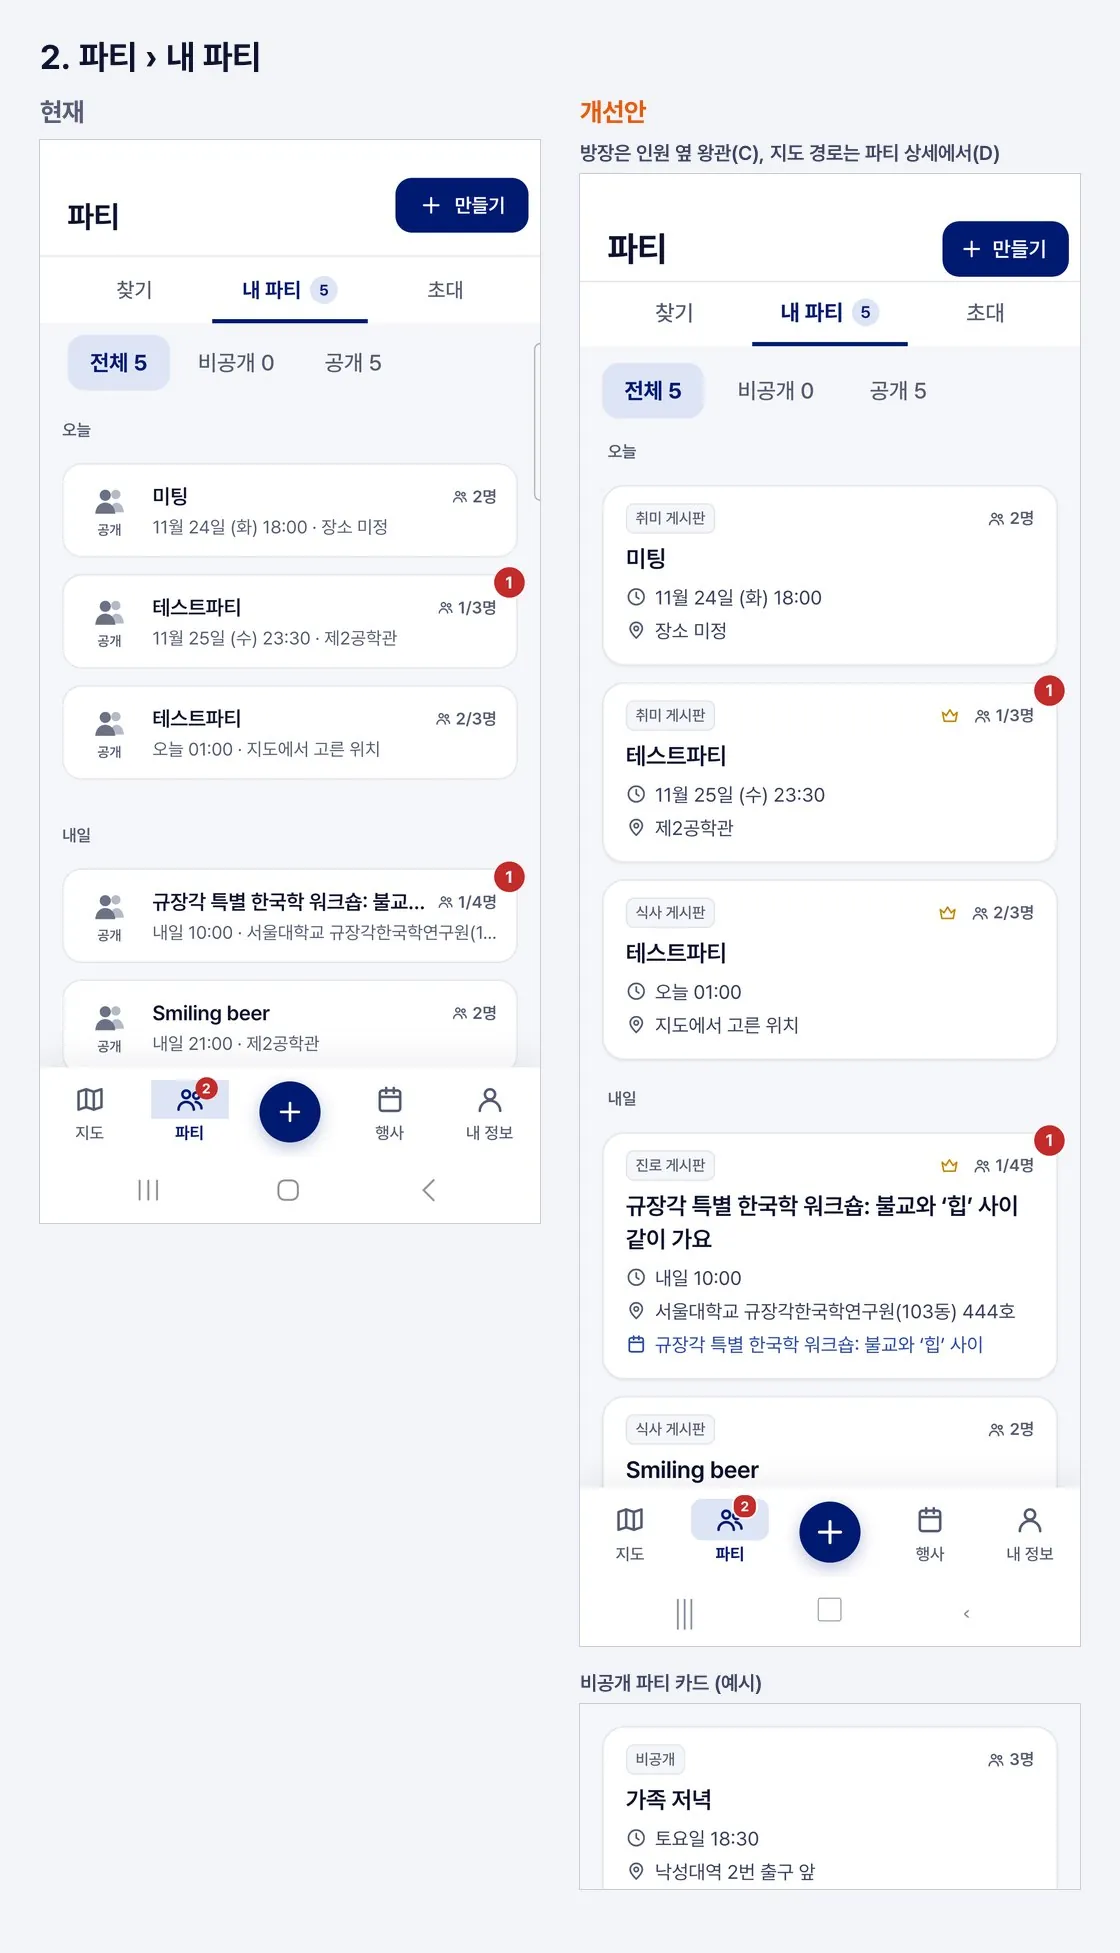 2. 파티 › 내 파티
현재
파티
+ 만들기
찾기
내 파티 5
초대
전체 5
비공개 0
공개 5
오늘
공개
미팅
2명
11월 24일 (화) 18:00 · 장소 미정
1
공개
테스트파티
1/3명
11월 25일 (수) 23:30 · 제2공학관
공개
테스트파티
2/3명
오늘 01:00 · 지도에서 고른 위치
내일
1
공개
규장각 특별 한국학 워크숍: 불교...
1/4명
내일 10:00 · 서울대학교 규장각한국학연구원(1...
공개
Smiling beer
2명
내일 21:00 · 제2공학관
지도
2
파티
+
행사
내 정보
개선안
방장은 인원 옆 왕관(C), 지도 경로는 파티 상세에서(D)
파티
+ 만들기
찾기
내 파티 5
초대
전체 5
비공개 0
공개 5
오늘
취미 게시판
2명
미팅
11월 24일 (화) 18:00
장소 미정
1
취미 게시판
1/3명
테스트파티
11월 25일 (수) 23:30
제2공학관
식사 게시판
2/3명
테스트파티
오늘 01:00
지도에서 고른 위치
내일
1
진로 게시판
1/4명
규장각 특별 한국학 워크숍: 불교와 ‘힙’ 사이
같이 가요
내일 10:00
서울대학교 규장각한국학연구원(103동) 444호
규장각 특별 한국학 워크숍: 불교와 ‘힙’ 사이
식사 게시판
2명
Smiling beer
지도
2
파티
+
행사
내 정보
비공개 파티 카드 (예시)
비공개
3명
가족 저녁
토요일 18:30
낙성대역 2번 출구 앞